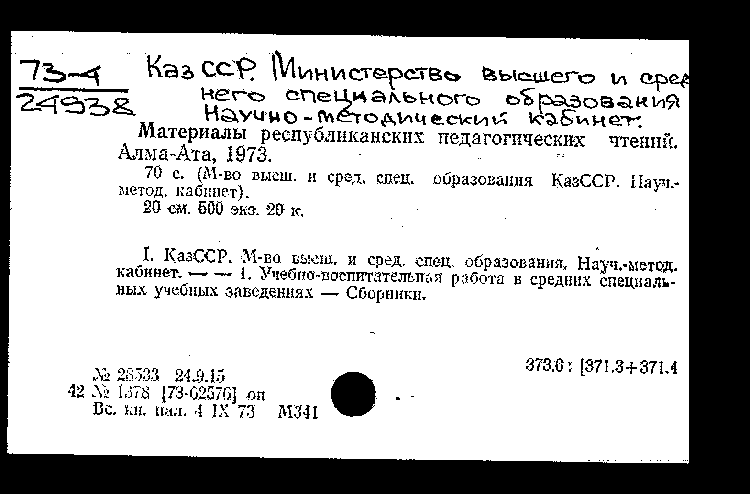 73-4
24938
КазССР. Министерство высшего и сред
него специального образования
Научно-методический кабинет.
Материалы республиканских педагогических чтений.
Алма-Ата, 1973.
70 с. (М-во высш. и сред. спец. образования КазССР. Науч.-
метод. кабинет).
20 см. 500 экз. 20 к.
I. КазССР. М-во высш. и сред. спец. образования. Науч.-метод.
кабинет. — — 1. Учебно-воспитательная работа в средних специаль-
ных учебных заведениях — Сборники.
373.6 : [371.3+371.4
№ 28533 24.9.15
42 № 1378 [73-62576] оп
Вс. кн. пал. 4 IX 73 М341